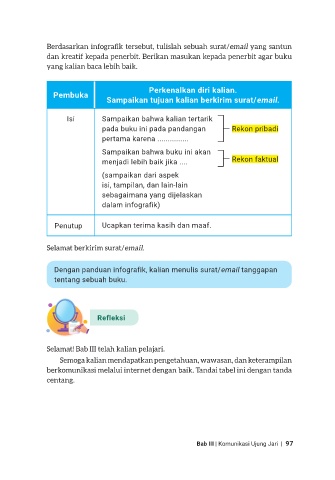 Berdasarkan infografik tersebut, tulislah sebuah surat/email yang santun
dan kreatif kepada penerbit. Berikan masukan kepada penerbit agar buku
yang kalian baca lebih baik.
Pembuka
Perkenalkan diri kalian.
Sampaikan tujuan kalian berkirim surat/email.
Isi
Sampaikan bahwa kalian tertarik
pada buku ini pada pandangan
pertama karena ...............
Rekon pribadi
Sampaikan bahwa buku ini akan
menjadi lebih baik jika ....
Rekon faktual
(sampaikan dari aspek
isi, tampilan, dan lain-lain
sebagaimana yang dijelaskan
dalam infografik)
Penutup
Ucapkan terima kasih dan maaf.
Selamat berkirim surat/email.
Dengan panduan infografik, kalian menulis surat/email tanggapan
tentang sebuah buku.
Refleksi
Selamat! Bab III telah kalian pelajari.
Semoga kalian mendapatkan pengetahuan, wawasan, dan keterampilan
berkomunikasi melalui internet dengan baik. Tandai tabel ini dengan tanda
centang.
Bab III | Komunikasi Ujung Jari | 97